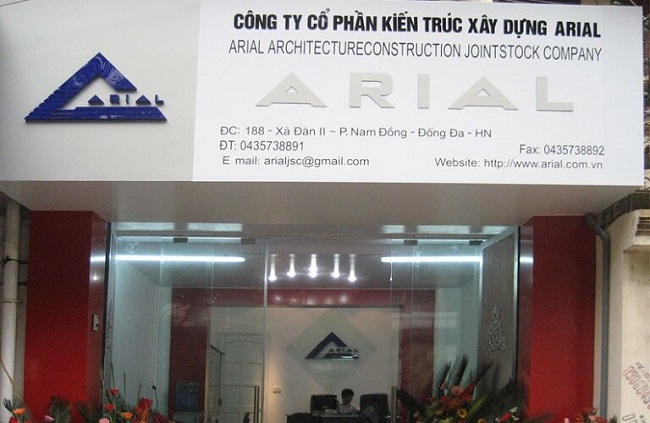 CÔNG TY CỔ PHẦN KIẾN TRÚC XÂY DỰNG ARIAL
ARIAL ARCHITECTURECONSTRUCTION JOINTSTOCK COMPANY
ARIAL
ARIAL
ĐC: 188 - Xã Đàn II ~ P. Nam Đồng - Đống Đa - HN
ĐT: 0435738891 Fax: 0435738892
E mail: arialjsc@gmail.com Website: http://www.arial.com.vn
ARIAL